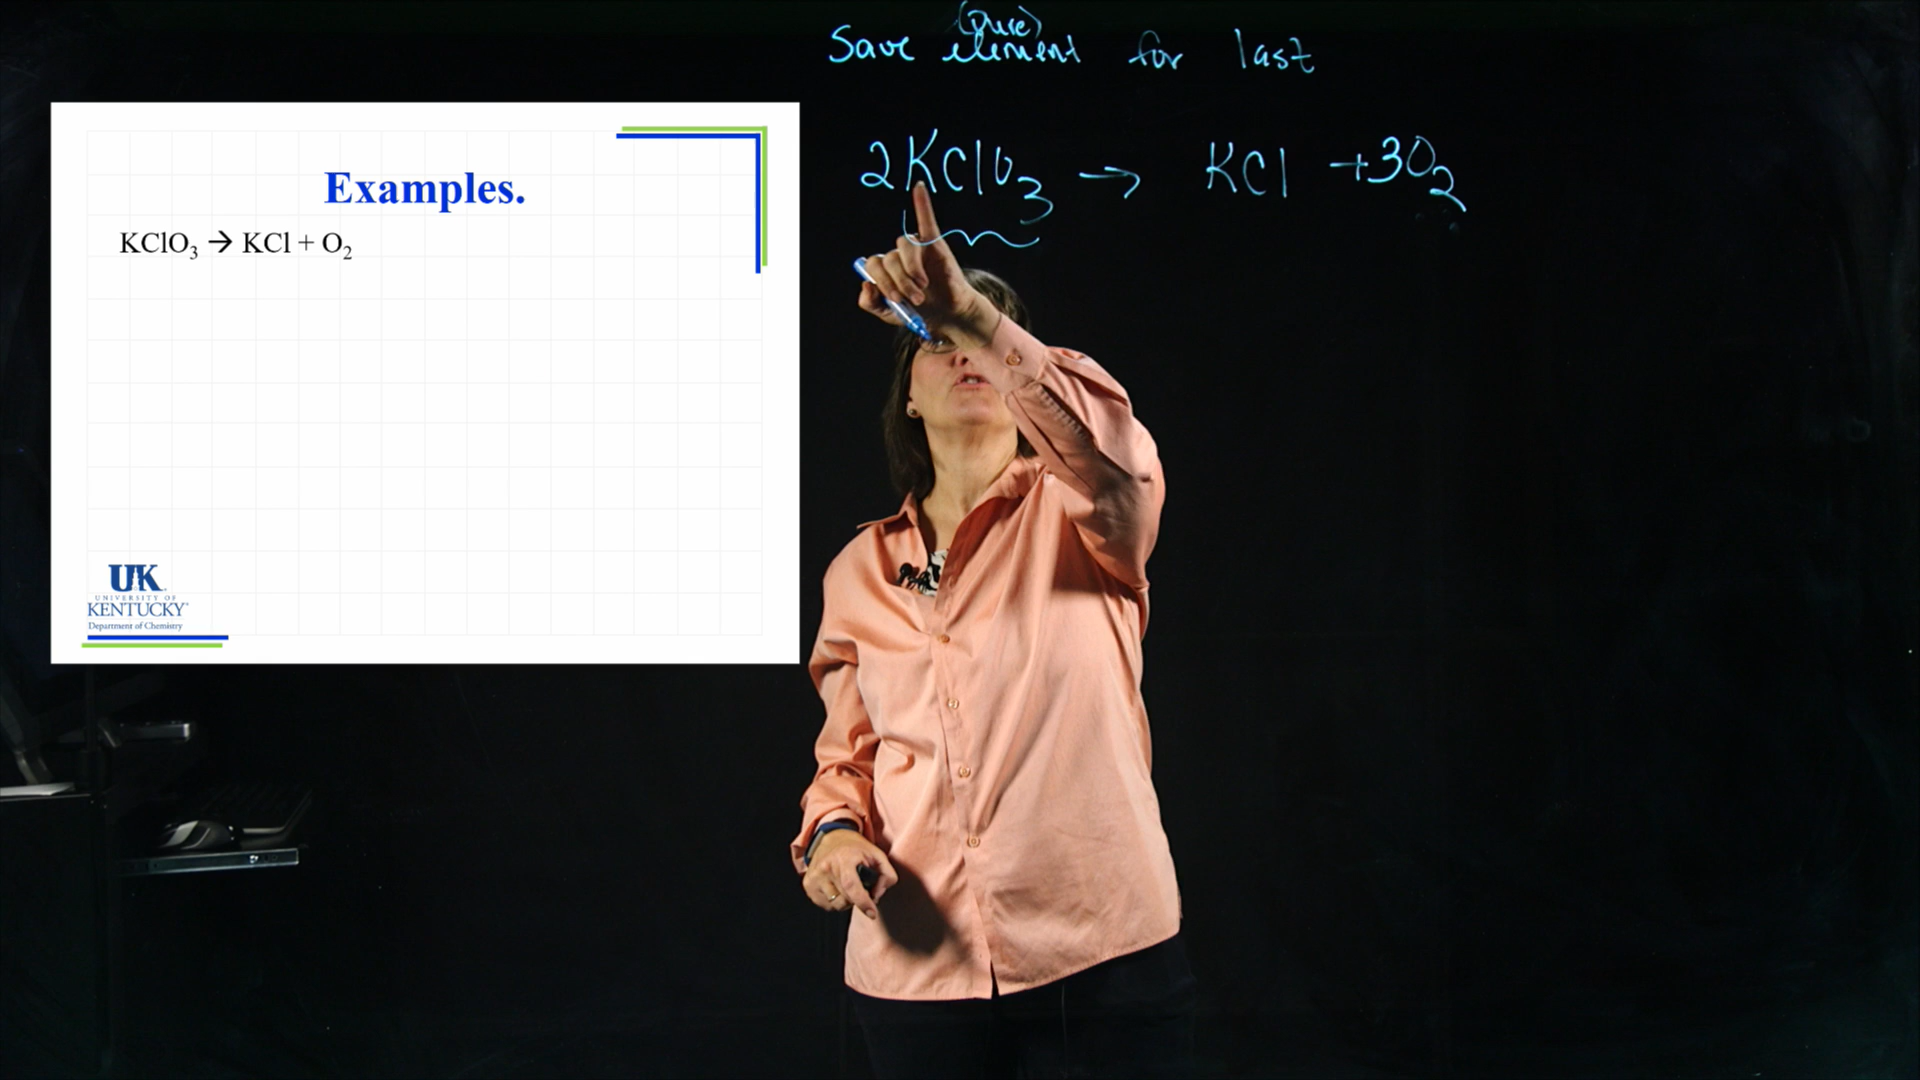 (pure)
Save element for last
2KClO₃ → KCl + 3O₂
Examples.
KClO₃ → KCl + O₂
UK
UNIVERSITY OF
KENTUCKY
Department of Chemistry